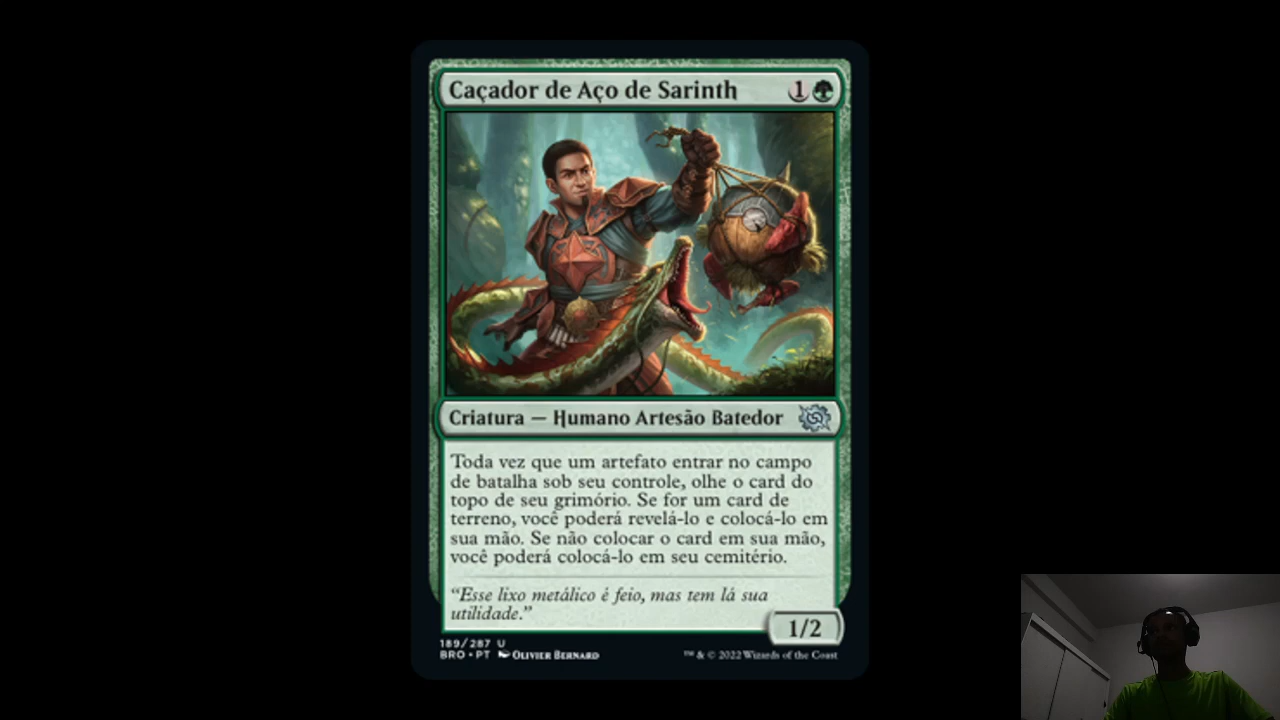 Caçador de Aço de Sarinth 1
Criatura — Humano Artesão Batedor
Toda vez que um artefato entrar no campo
de batalha sob seu controle, olhe o card do
topo de seu grimório. Se for um card de
terreno, você poderá revelá-lo e colocá-lo em
sua mão. Se não colocar o card em sua mão,
você poderá colocá-lo em seu cemitério.
“Esse lixo metálico é feio, mas tem lá sua
utilidade.”
1/2
189/287 U
BRO • PT Olivier Bernard ™ & © 2022 Wizards of the Coast